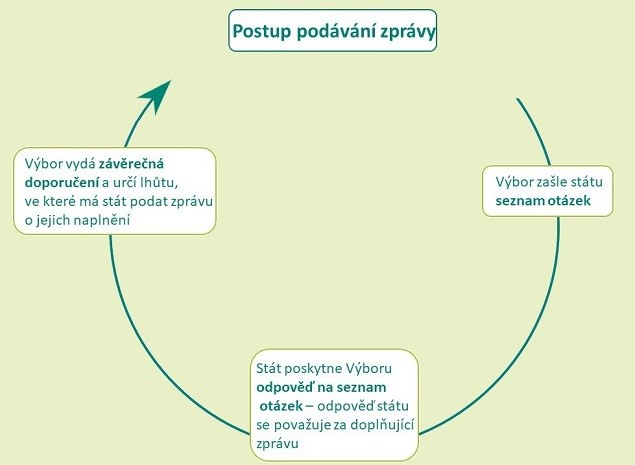 Postup podávání zprávy
Výbor zašle státu
seznam otázek
Stát poskytne Výboru
odpověď na seznam
otázek – odpověď státu
se považuje za doplňující
zprávu
Výbor vydá závěrečná
doporučení a určí lhůtu,
ve které má stát podat zprávu
o jejich naplnění